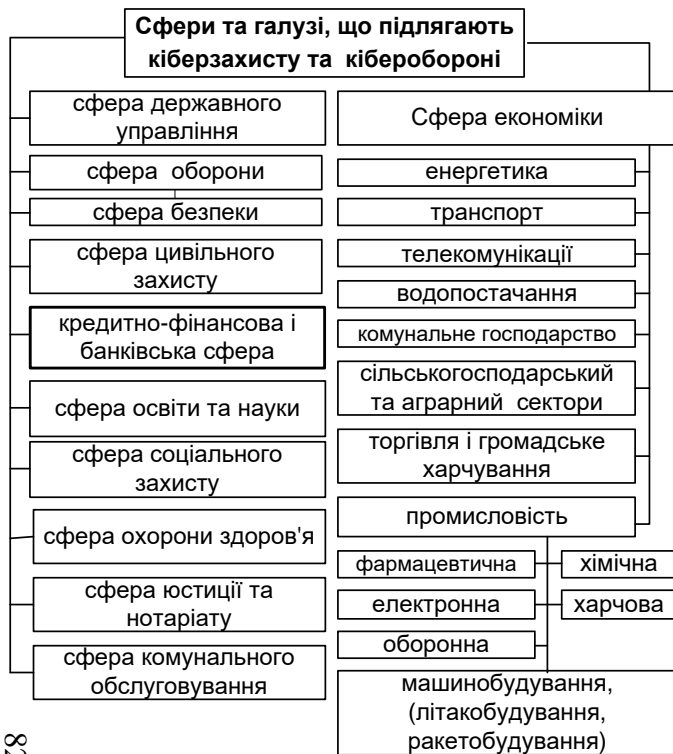 Сфери та галузі, що підлягають
кіберзахисту та кіберобороні
сфера державного
управління
сфера оборони
сфера безпеки
сфера цивільного
захисту
кредитно-фінансова і
банківська сфера
сфера освіти та науки
сфера соціального
захисту
сфера охорони здоров'я
сфера юстиції та
нотаріату
сфера комунального
обслуговування
Сфера економіки
енергетика
транспорт
телекомунікації
водопостачання
комунальне господарство
сільськогосподарський
та аграрний сектори
торгівля і громадське
харчування
промисловість
фармацевтична
хімічна
електронна
харчова
оборонна
машинобудування,
(літакобудування,
ракетобудування)
82